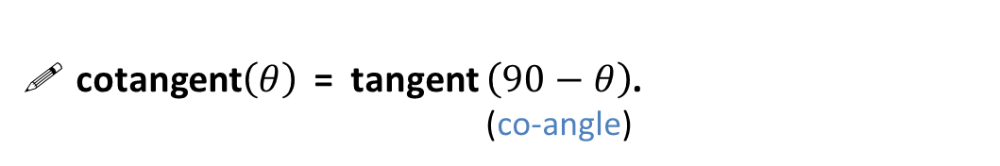 cotangent(θ) = tangent (90 − θ).
(co-angle)